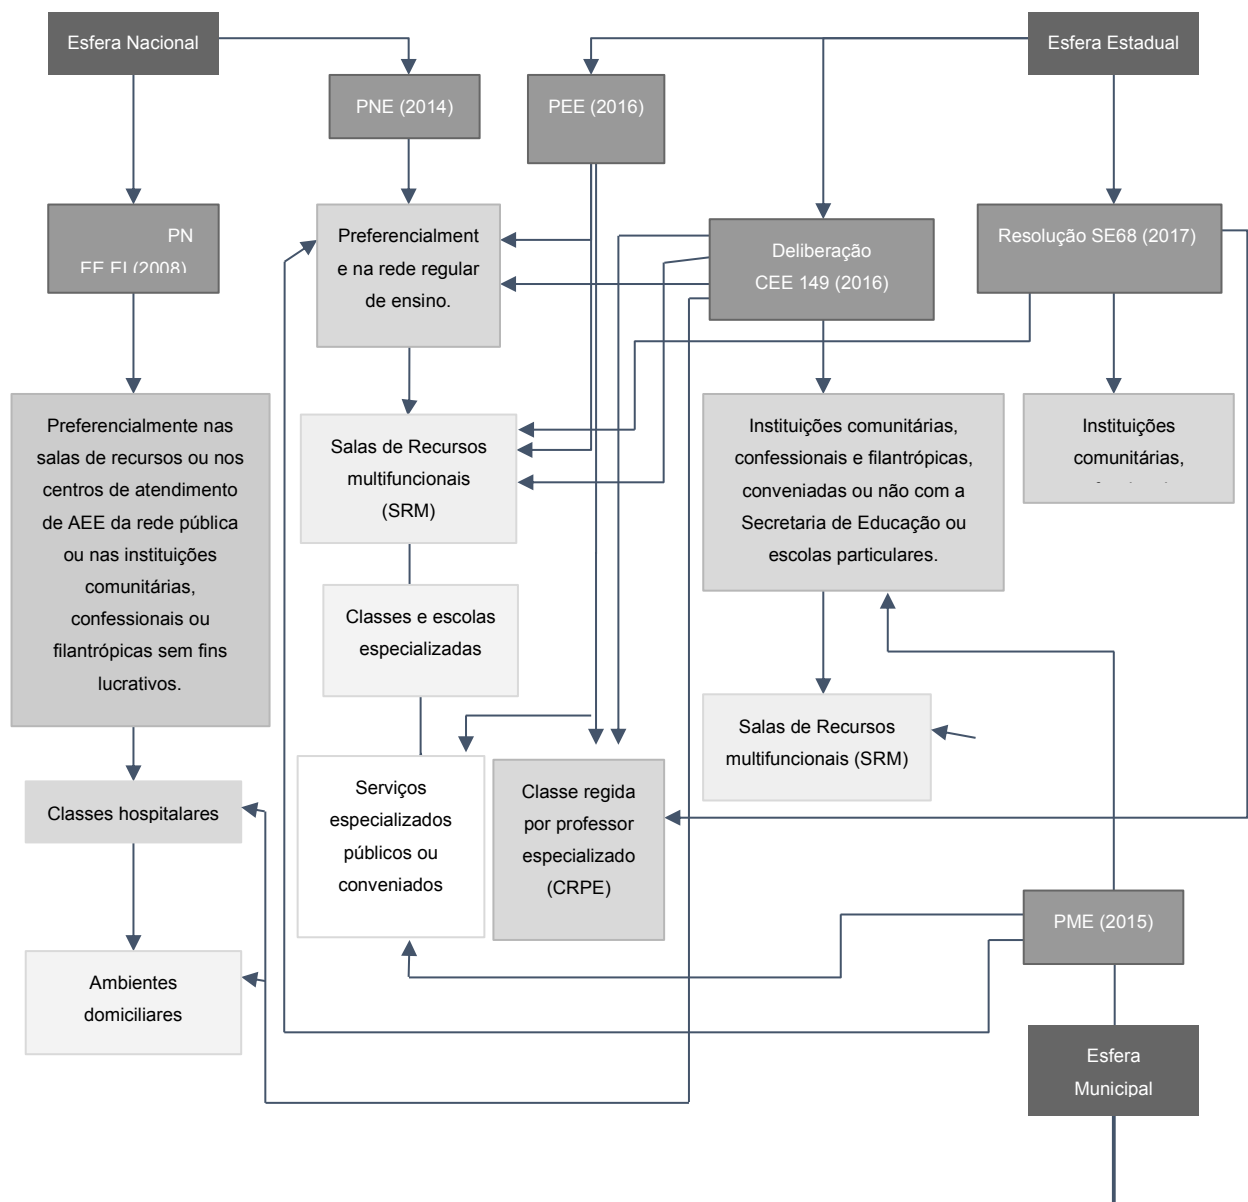 Esfera Nacional
Esfera Estadual
PNE (2014)
PEE (2016)
PN
EE EI (2008)
Preferencialment
e na rede regular
de ensino.
Deliberação
CEE 149 (2016)
Resolução SE68 (2017)
Preferencialmente nas
salas de recursos ou nos
centros de atendimento
de AEE da rede pública
ou nas instituições
comunitárias,
confessionais ou
filantrópicas sem fins
lucrativos.
Salas de Recursos
multifuncionais
(SRM)
Instituições comunitárias,
confessionais e filantrópicas,
conveniadas ou não com a
Secretaria de Educação ou
escolas particulares.
Instituições
comunitárias,
Classes e escolas
especializadas
Salas de Recursos
multifuncionais (SRM)
Classes hospitalares
Serviços
especializados
públicos ou
conveniados
Classe regida
por professor
especializado
(CRPE)
PME (2015)
Ambientes
domiciliares
Esfera
Municipal